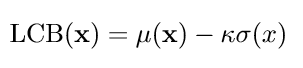 LCB(𝐱) = μ(𝐱) − κσ(x)